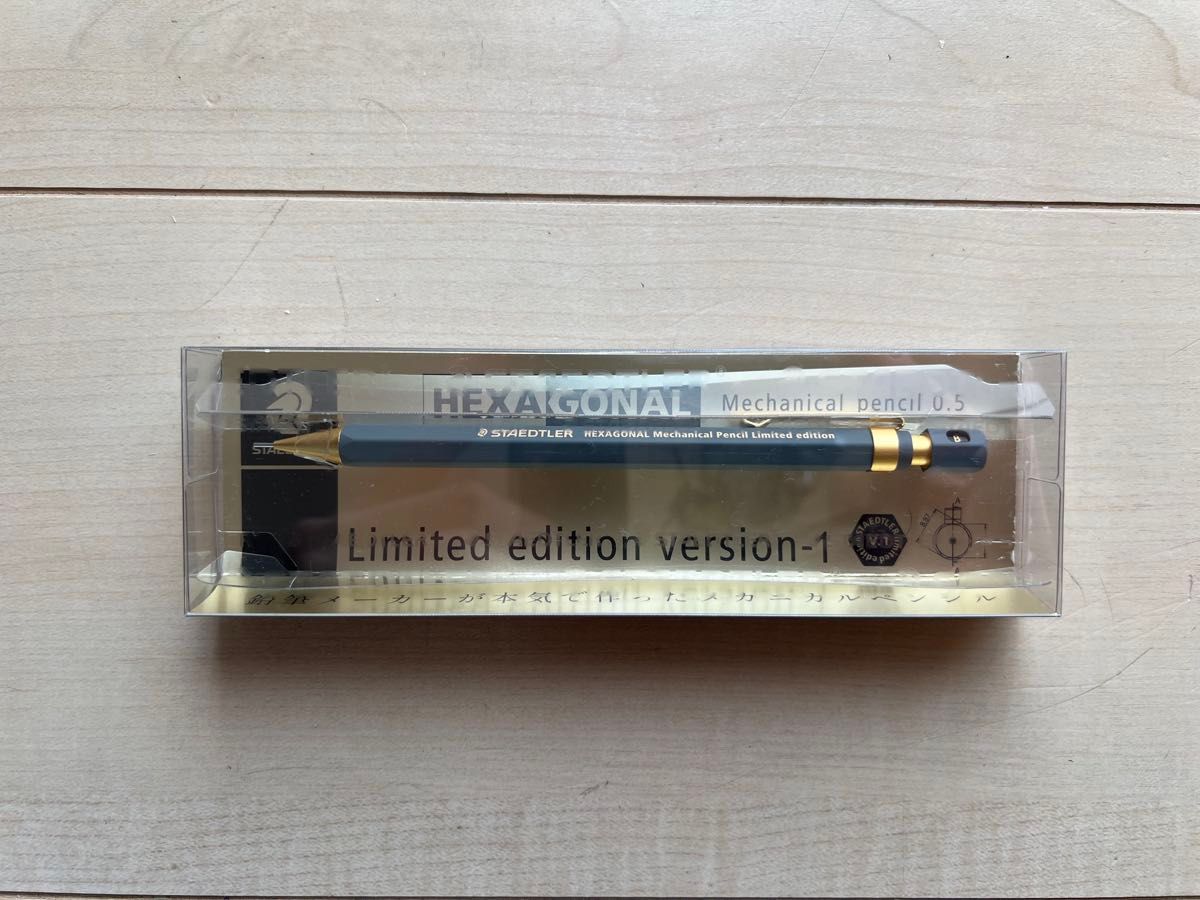 HEXAGONAL Mechanical pencil 0.5
STAEDTLER HEXAGONAL Mechanical Pencil Limited edition
B
Limited edition version-1
STAEDTLER
V.1
limited edition
8.97
A
A
鉛筆メーカーが本気で作ったメカニカルペンシル